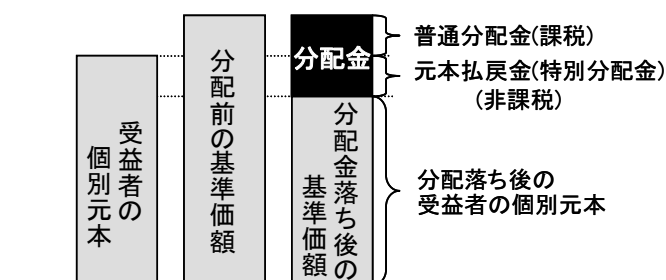 受益者の
個別元本
分配前の基準価額
分配金
分配金落ち後の
基準価額
普通分配金(課税)
元本払戻金(特別分配金)
(非課税)
分配落ち後の
受益者の個別元本